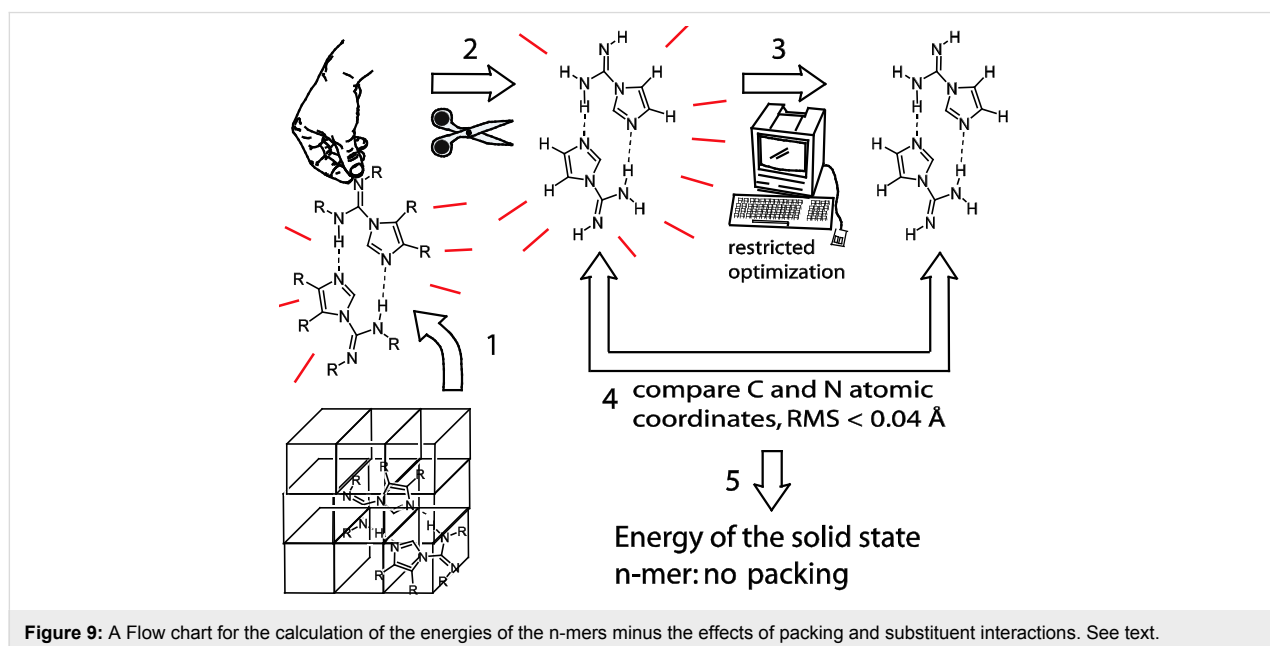 2
3
H
N
H
N
H
H
H
N
N
N
H
H
N
N
H
H
N
H
N
H
H
N
H
N
H
H
H
N
N
N
H
H
N
N
H
H
N
H
N
H
R
N
R
N
R
N
H
R
N
N
R
R
N
H
N
R
N
R
restricted
optimization
1
4 compare C and N atomic
coordinates, RMS < 0.04 Å
5
R
R
R
N
N
N
R
N
H
H
N
R
N
N
R
R
N
Energy of the solid state
n-mer: no packing
Figure 9: A Flow chart for the calculation of the energies of the n-mers minus the effects of packing and substituent interactions. See text.